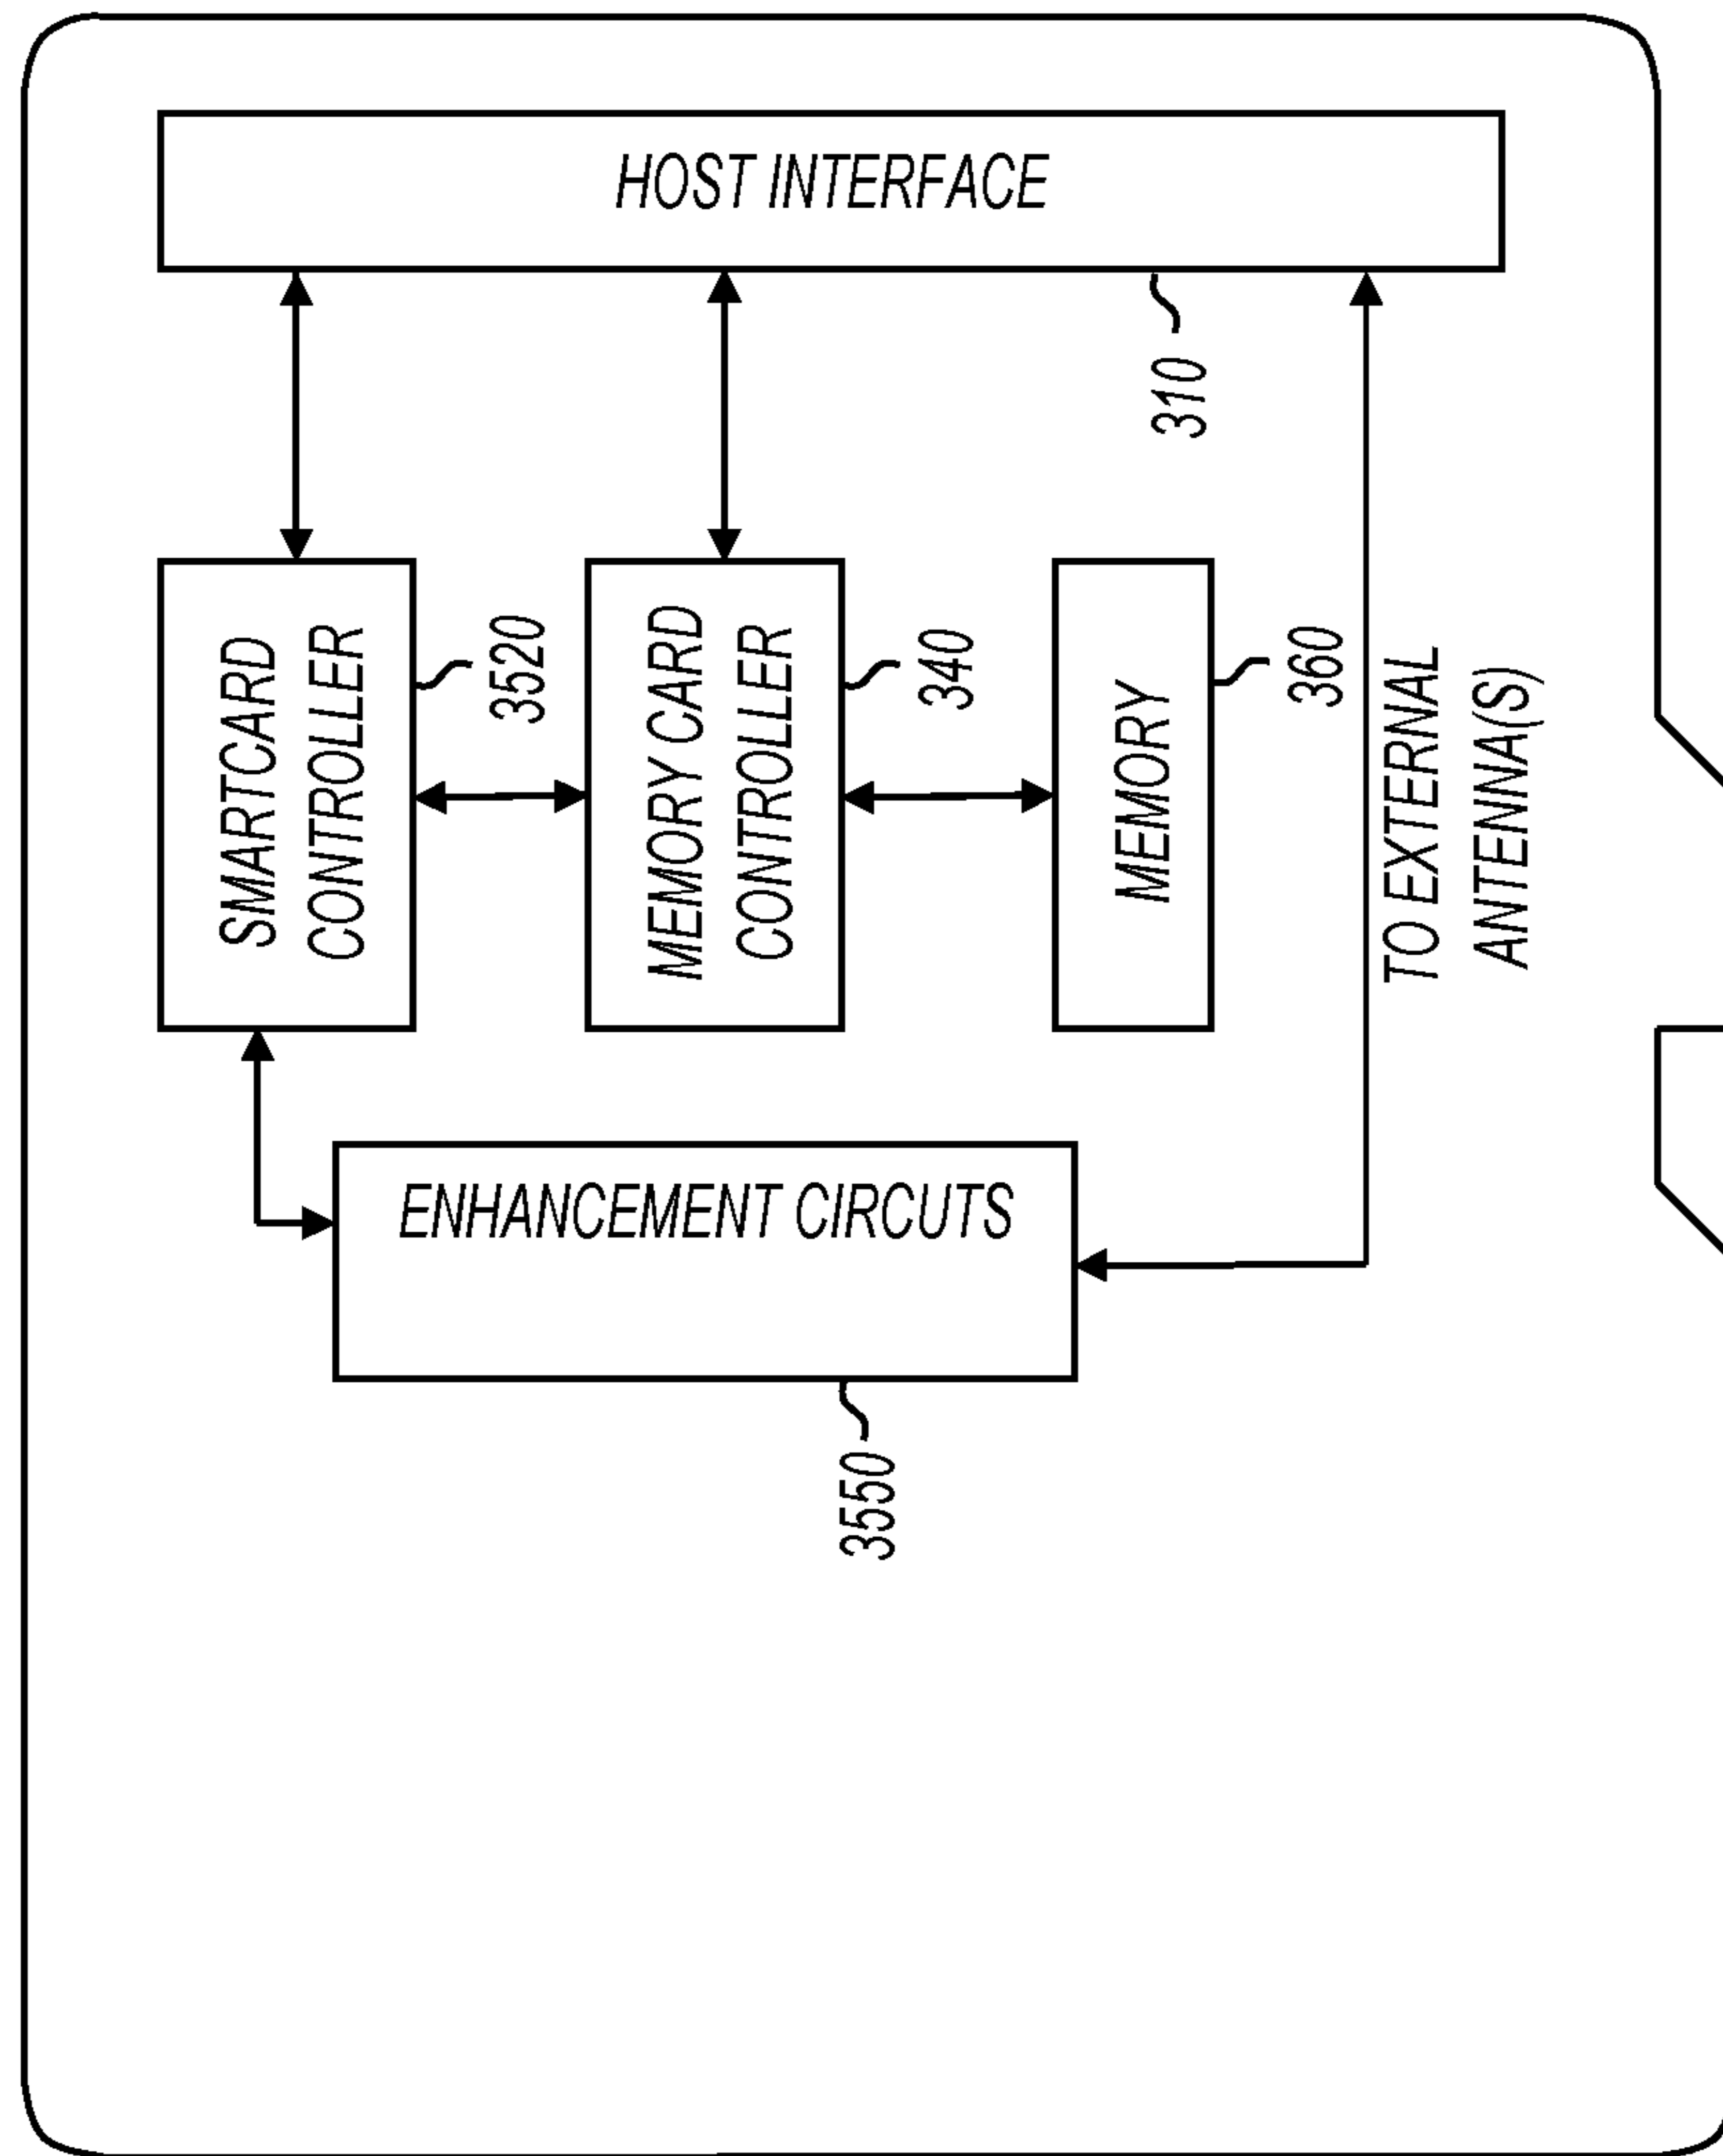 HOST INTERFACE
310
SMARTCARD
CONTROLLER
3520
MEMORY CARD
CONTROLLER
340
MEMORY
360
TO EXTERNAL
ANTENNA(S)
ENHANCEMENT CIRCUTS
3550